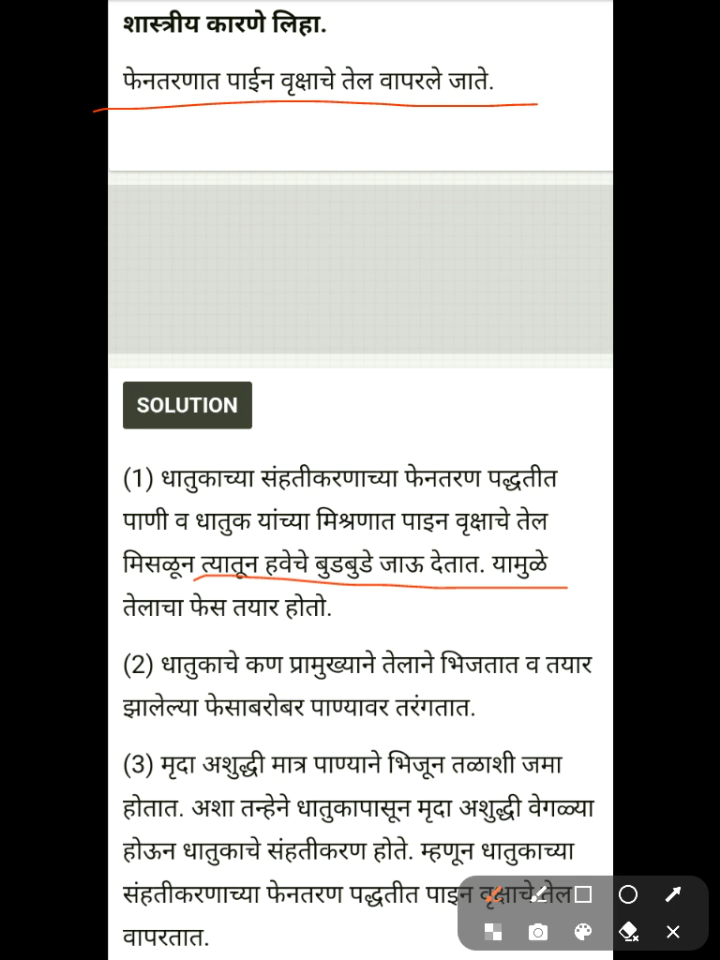 शास्त्रीय कारणे लिहा.
फेनतरणात पाईन वृक्षाचे तेल वापरले जाते.
SOLUTION
(1) धातुकाच्या संहतीकरणाच्या फेनतरण पद्धतीत
पाणी व धातुक यांच्या मिश्रणात पाइन वृक्षाचे तेल
मिसळून त्यातून हवेचे बुडबुडे जाऊ देतात. यामुळे
तेलाचा फेस तयार होतो.
(2) धातुकाचे कण प्रामुख्याने तेलाने भिजतात व तयार
झालेल्या फेसाबरोबर पाण्यावर तरंगतात.
(3) मृदा अशुद्धी मात्र पाण्याने भिजून तळाशी जमा
होतात. अशा तऱ्हेने धातुकापासून मृदा अशुद्धी वेगळ्या
होऊन धातुकाचे संहतीकरण होते. म्हणून धातुकाच्या
संहतीकरणाच्या फेनतरण पद्धतीत पाइन वृक्षाचे तेल
वापरतात.